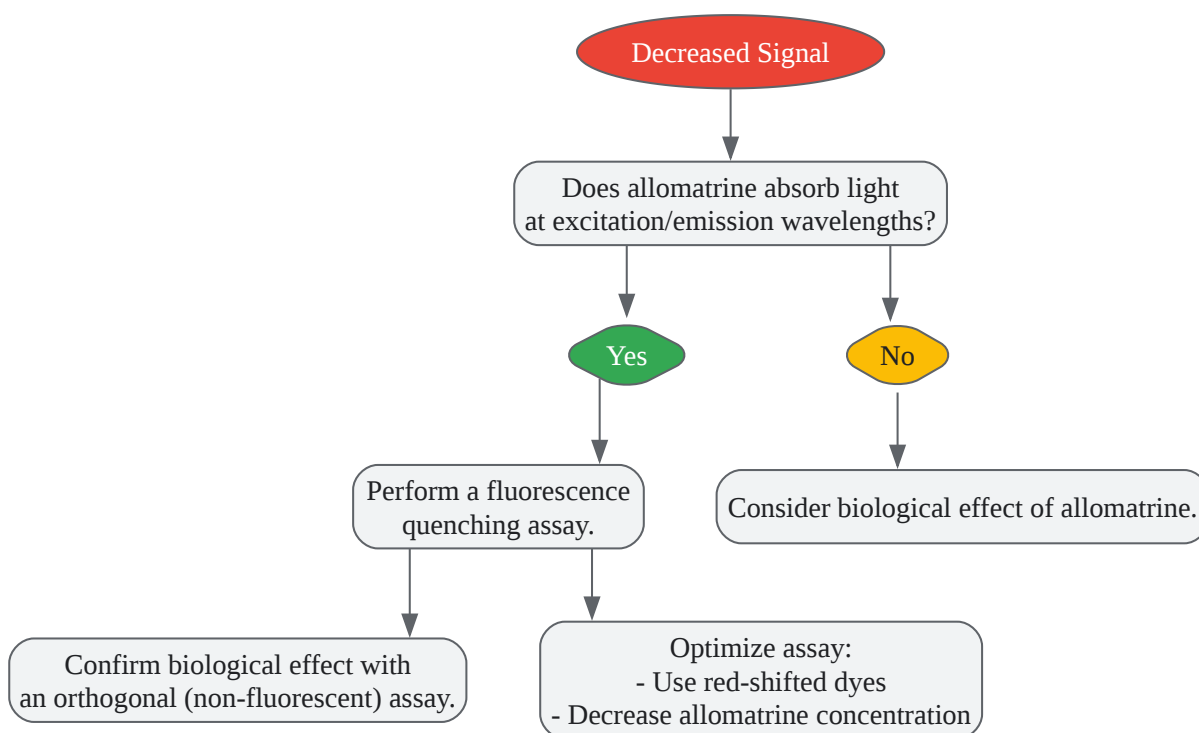 Decreased Signal
Does allomatrine absorb light
at excitation/emission wavelengths?
Yes
No
Perform a fluorescence
quenching assay.
Consider biological effect of allomatrine.
Confirm biological effect with
an orthogonal (non-fluorescent) assay.
Optimize assay:
- Use red-shifted dyes
- Decrease allomatrine concentration